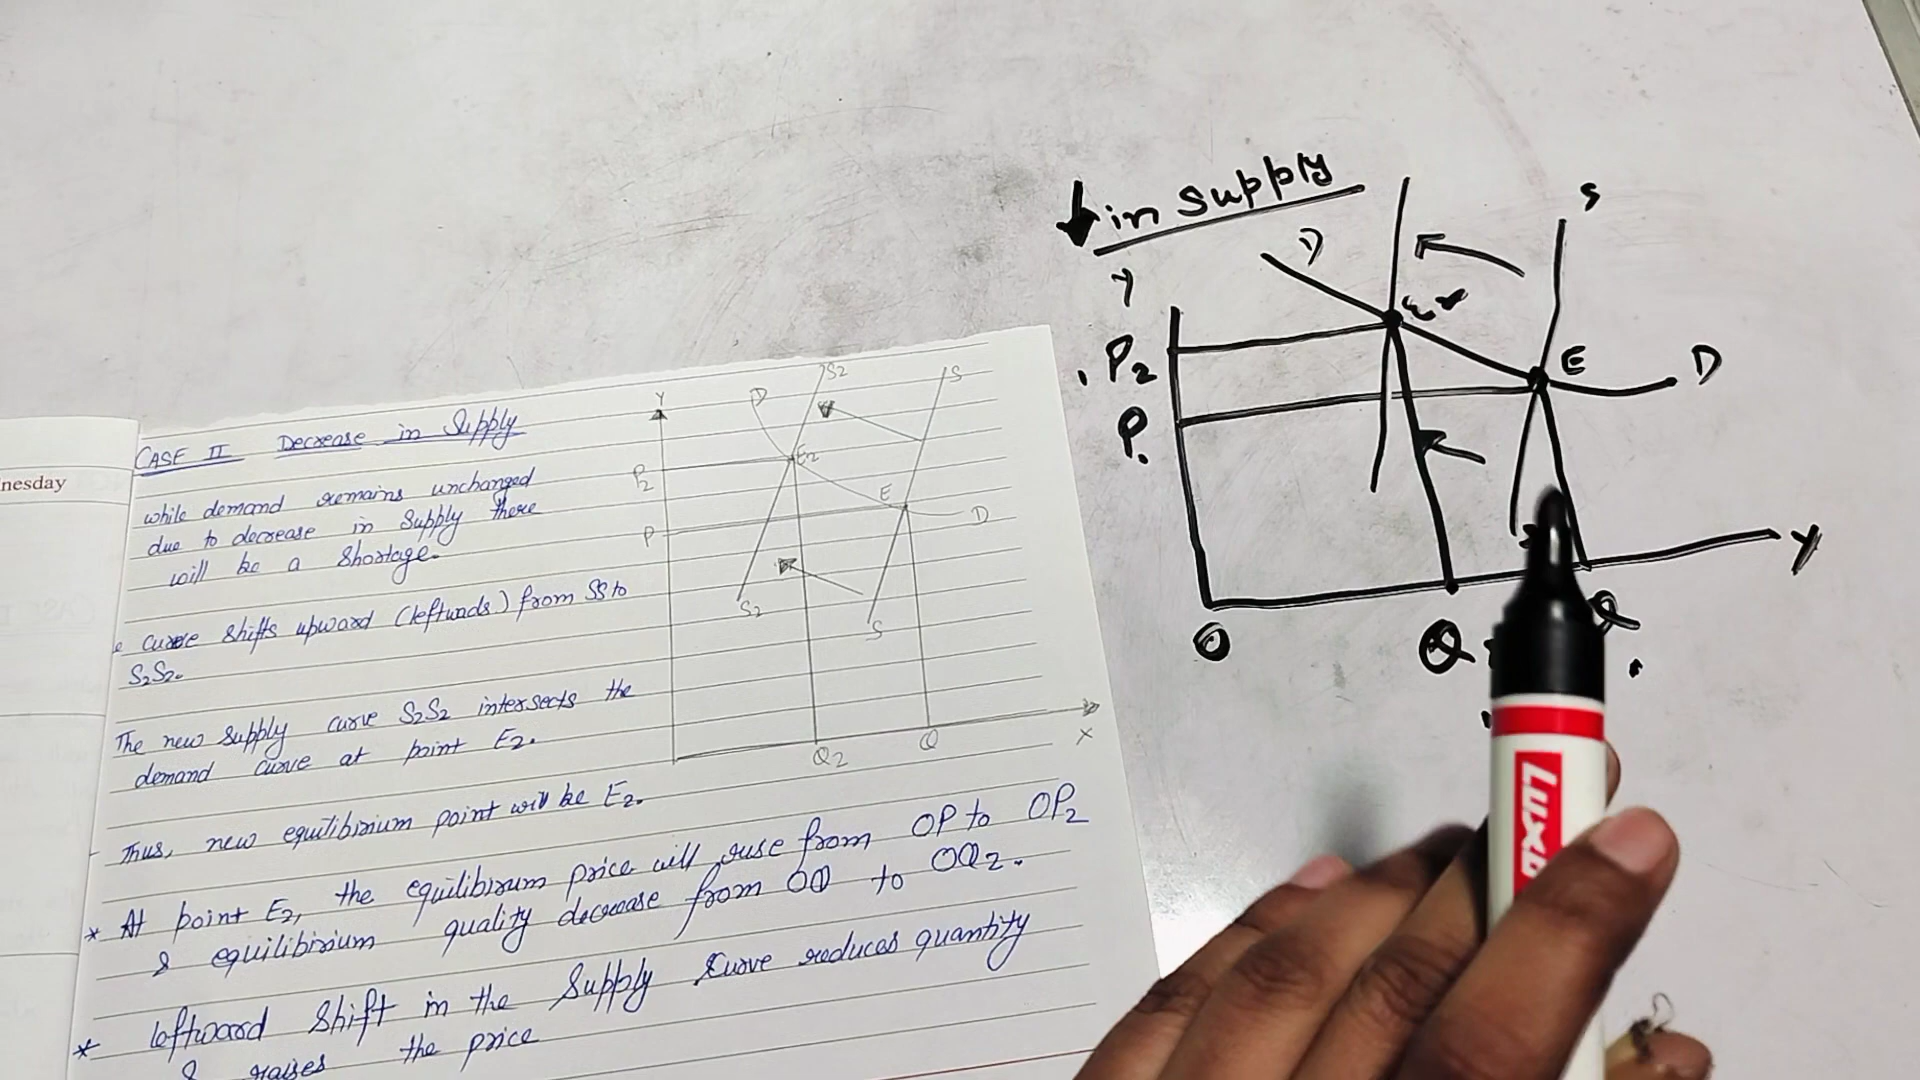 nesday
CASE II Decrease in Supply
while demand remains unchanged
due to decrease in Supply there
will be a Shortage.
e curve shifts upward (leftwads) from SS to
S2S2.
The new supply curve S2S2 intersects the
demand curve at point E2.
Thus, new equilibrium point will be E2.
* At point E2, the equilibrium price will ruse from OP to OP2
& equilibirium quality decrease from OQ to OQ2.
* leftward Shift in the Supply Curve reduces quantity
& raises the price
Y
D
S2
S
P2
E2
E
P
D
S2
S
Q2
Q
X
↓ in Supply
Y
D
S
P2
E
D
P
O
Q
Q
Y
LUXO